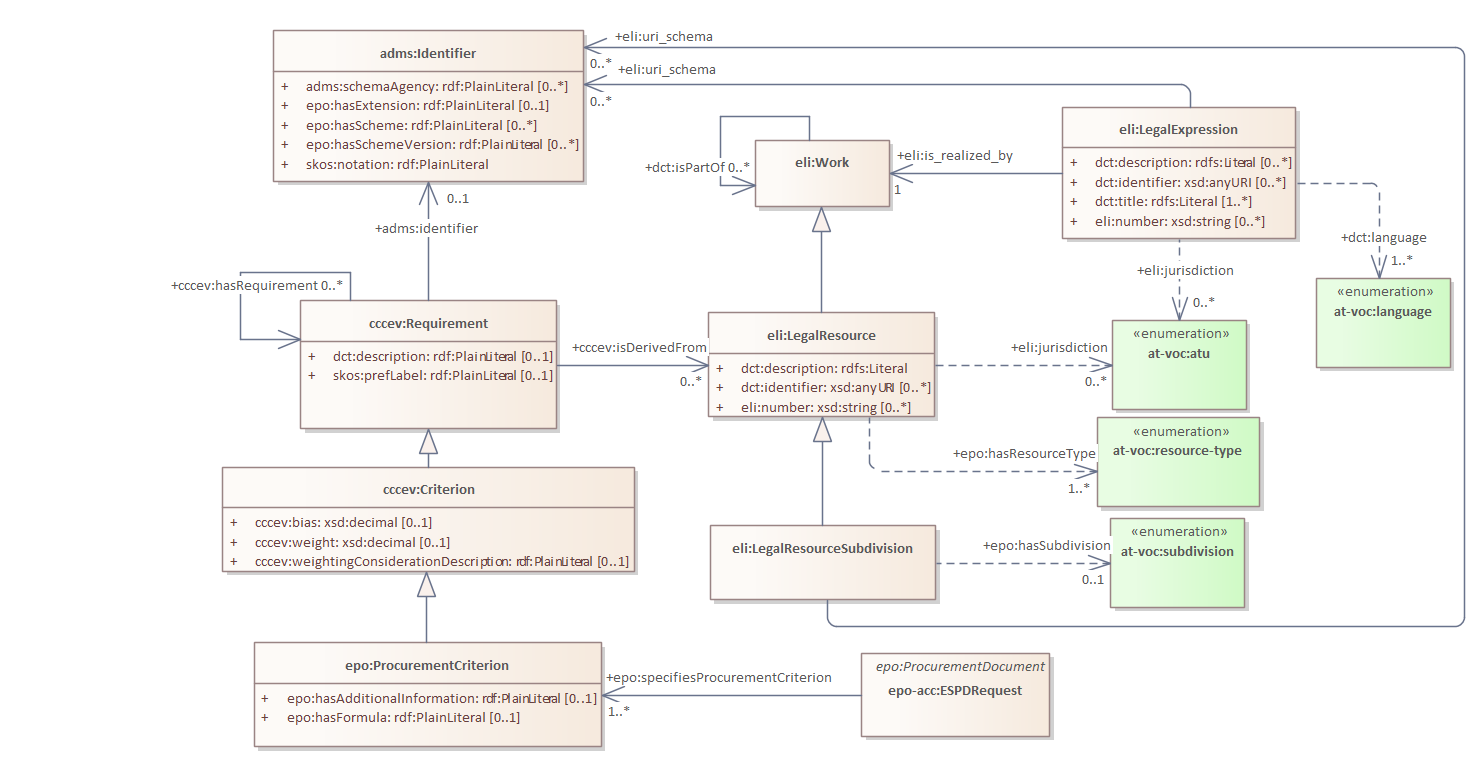 +eli:uri_schema
0..*
+eli:uri_schema
0..*
adms:Identifier
+ adms:schemaAgency: rdf:PlainLiteral [0..*]
+ epo:hasExtension: rdf:PlainLiteral [0..1]
+ epo:hasScheme: rdf:PlainLiteral [0..*]
+ epo:hasSchemeVersion: rdf:PlainLiteral [0..*]
+ skos:notation: rdf:PlainLiteral
0..1
+adms:identifier
eli:Work
+dct:isPartOf 0..*
+eli:is_realized_by
1
eli:LegalExpression
+ dct:description: rdfs:Literal [0..*]
+ dct:identifier: xsd:anyURI [0..*]
+ dct:title: rdfs:Literal [1..*]
+ eli:number: xsd:string [0..*]
+dct:language
1..*
+eli:jurisdiction
0..*
«enumeration»
at-voc:language
+cccev:hasRequirement 0..*
cccev:Requirement
+ dct:description: rdf:PlainLiteral [0..1]
+ skos:prefLabel: rdf:PlainLiteral [0..1]
+cccev:isDerivedFrom
0..*
eli:LegalResource
+ dct:description: rdfs:Literal
+ dct:identifier: xsd:anyURI [0..*]
+ eli:number: xsd:string [0..*]
+eli:jurisdiction
0..*
«enumeration»
at-voc:atu
+epo:hasResourceType
1..*
«enumeration»
at-voc:resource-type
cccev:Criterion
+ cccev:bias: xsd:decimal [0..1]
+ cccev:weight: xsd:decimal [0..1]
+ cccev:weightingConsiderationDescription: rdf:PlainLiteral [0..1]
eli:LegalResourceSubdivision
+epo:hasSubdivision
0..1
«enumeration»
at-voc:subdivision
epo:ProcurementCriterion
+ epo:hasAdditionalInformation: rdf:PlainLiteral [0..1]
+ epo:hasFormula: rdf:PlainLiteral [0..1]
+epo:specifiesProcurementCriterion
1..*
epo:ProcurementDocument
epo-acc:ESPDRequest